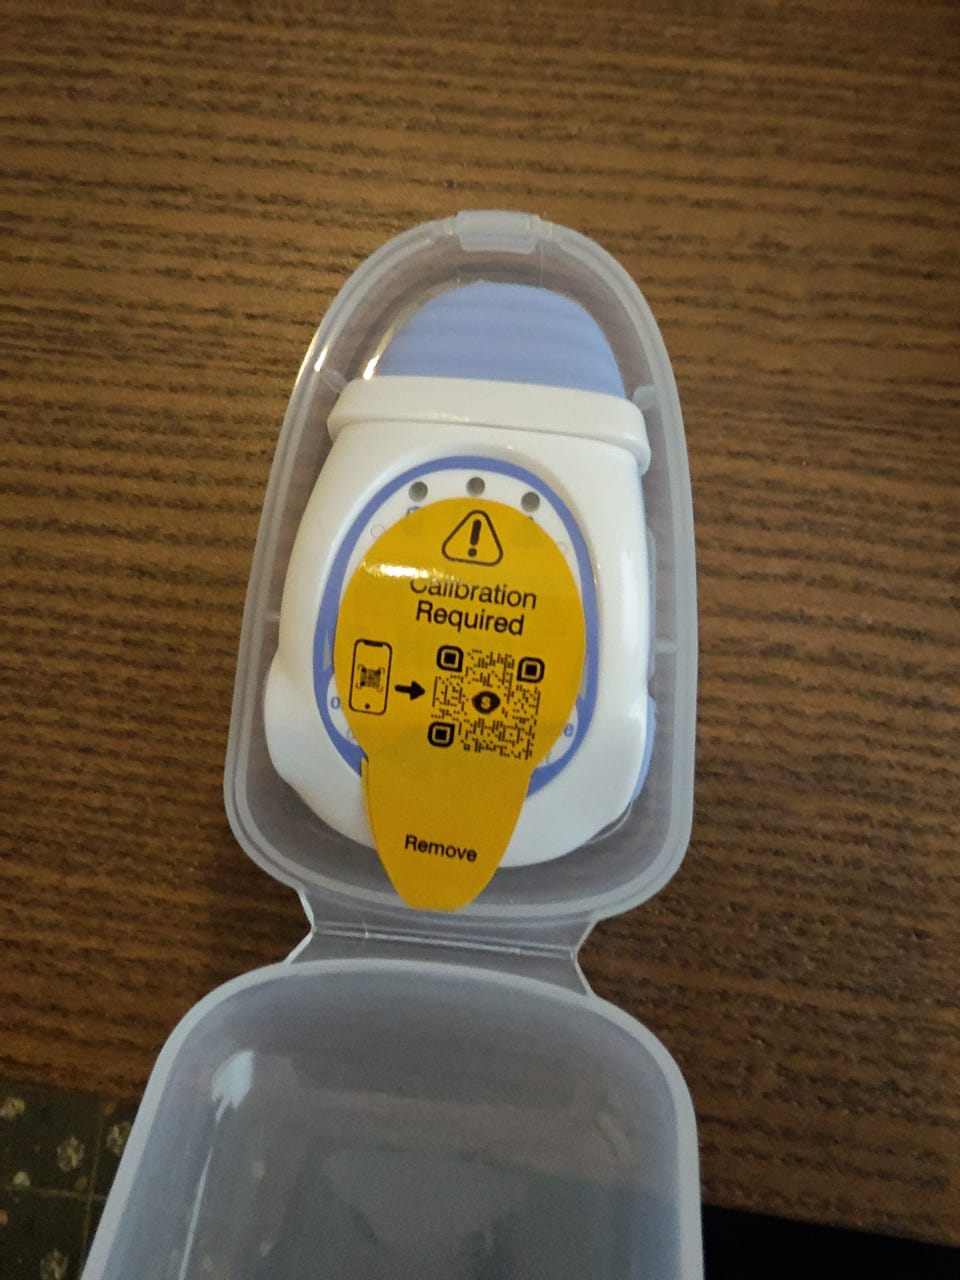 Calibration
Required
Remove